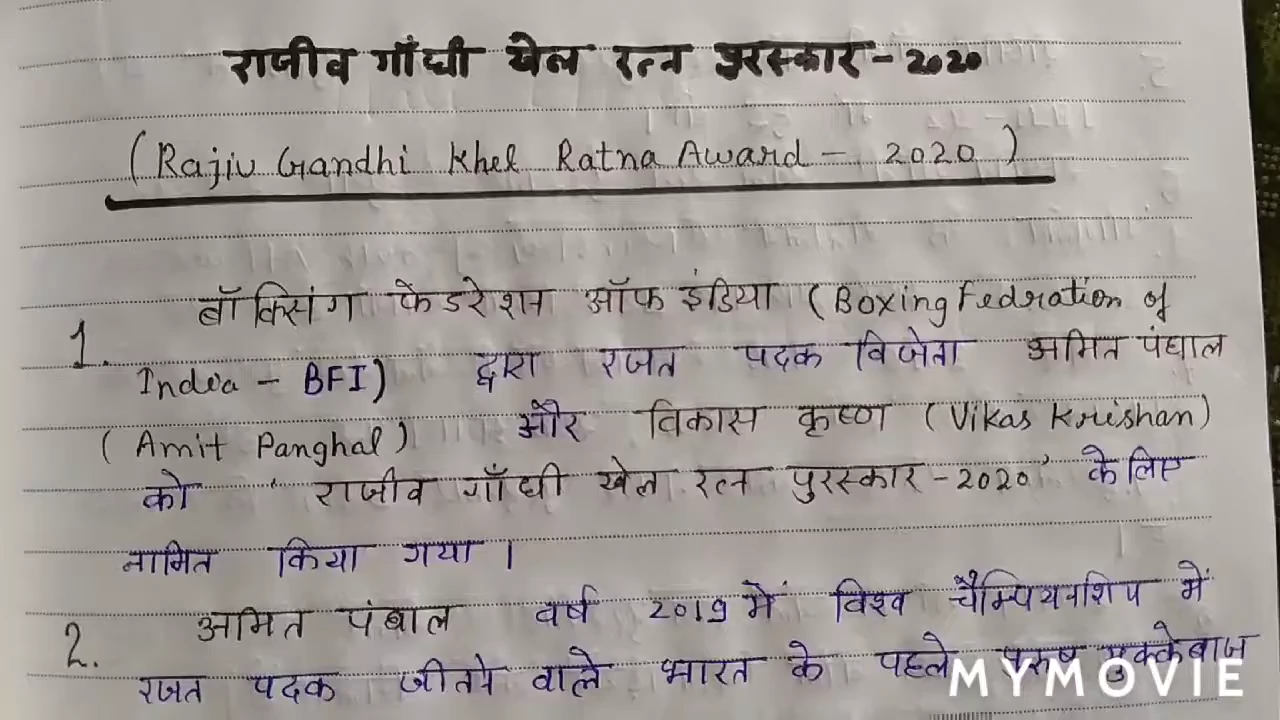 राजीव गाँधी खेल रत्न पुरस्कार - 2020
(Rajiv Gandhi Khel Ratna Award - 2020)
बॉक्सिंग फेडरेशन ऑफ इंडिया (Boxing Fedration of
1. India - BFI) द्वारा रजत पदक विजेता अमित पंघाल
(Amit Panghal) और विकास कृष्ण (Vikas Krishan)
को 'राजीव गाँधी खेल रत्न पुरस्कार - 2020' के लिए
नामित किया गया।
2. अमित पंघाल वर्ष 2019 में विश्व चैम्पियनशिप में
रजत पदक जीतने वाले भारत के पहले पुरुष मुक्केबाज
MYMOVIE